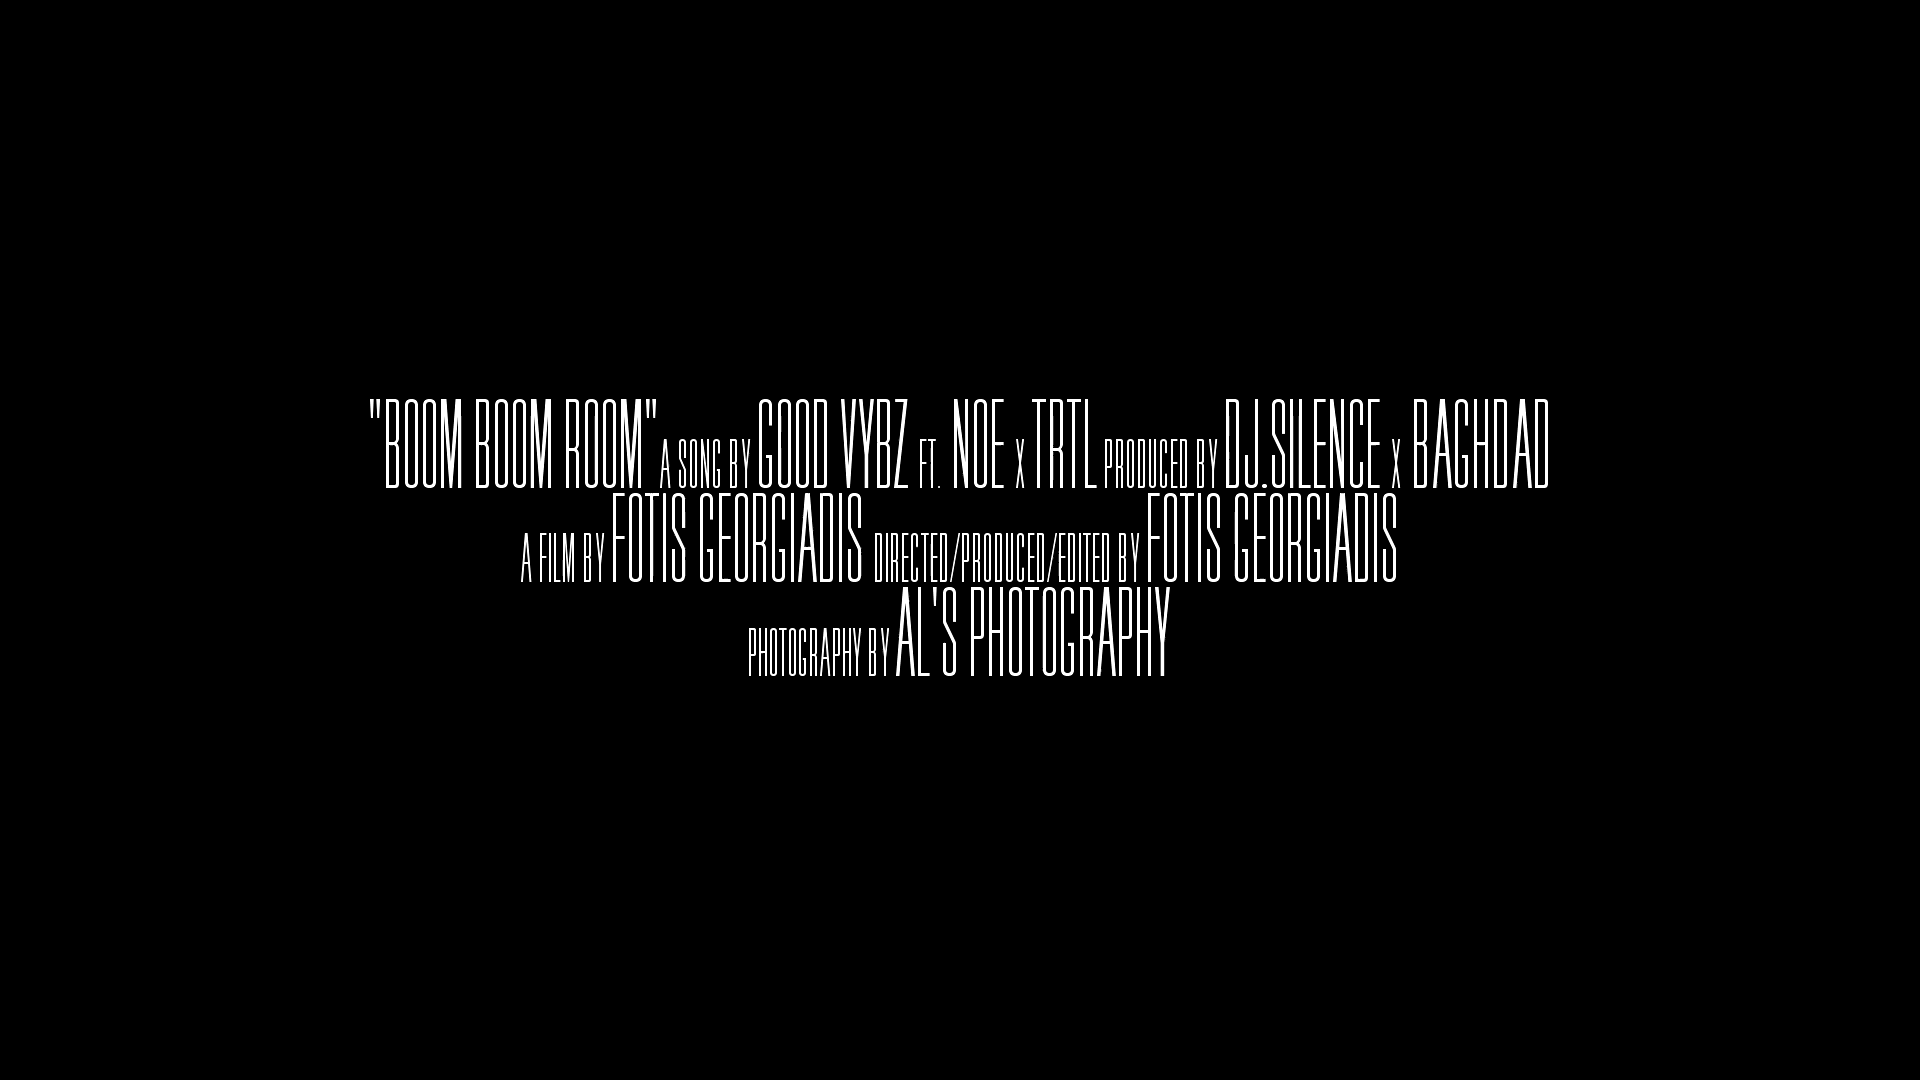 "BOOM BOOM ROOM" A SONG BY GOOD VYBZ FT. NOE X TRTL PRODUCED BY DJ.SILENCE X BAGHDAD
A FILM BY FOTIS GEORGIADIS DIRECTED/PRODUCED/EDITED BY FOTIS GEORGIADIS
PHOTOGRAPHY BY AL'S PHOTOGRAPHY